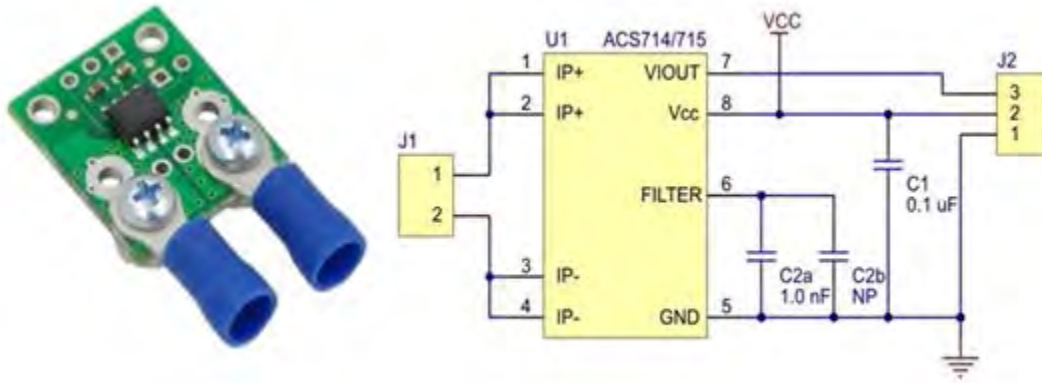 VCC
U1 ACS714/715
J2
1 IP+ VIOUT 7
3
2 IP+ Vcc 8
2
1
J1
1
2
FILTER 6
C1
0.1 uF
3 IP-
C2a C2b
1.0 nF NP
4 IP- GND 5